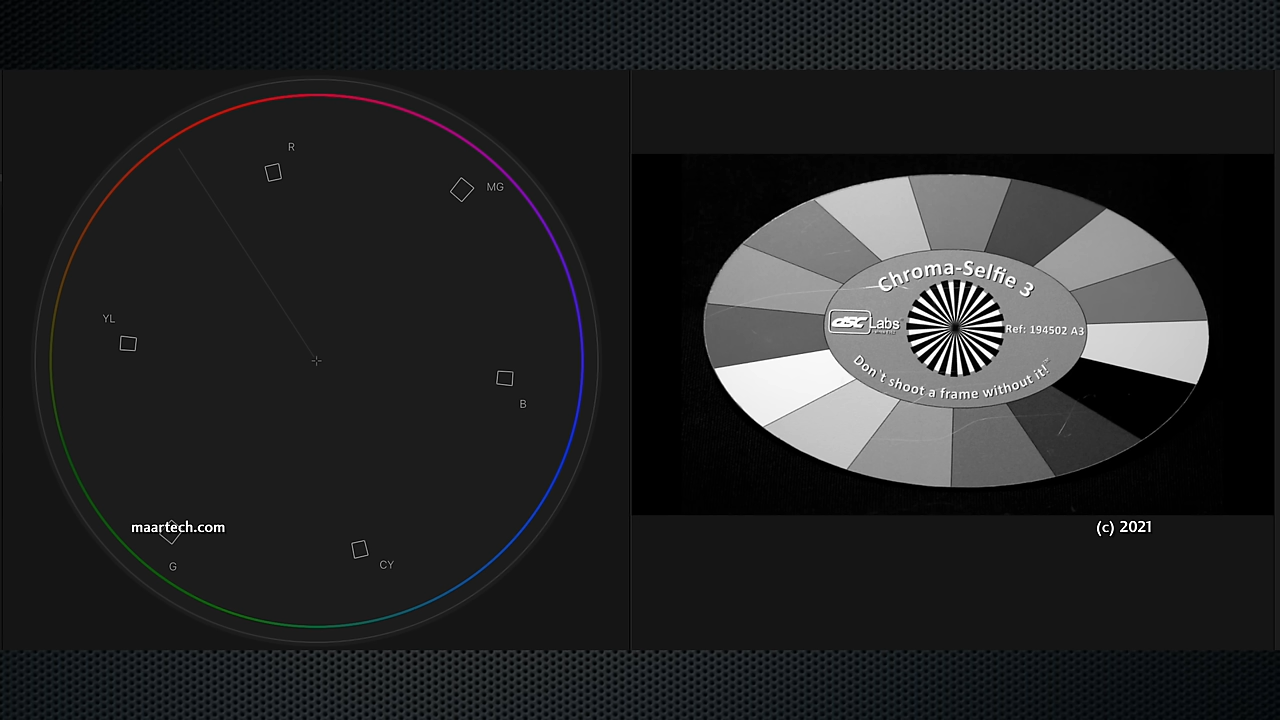 R
MG
YL
B
maartech.com
G
CY
Chroma-Selfie 3
dSC Labs
Ref: 194502 A3
Don't shoot a frame without it!™
(c) 2021